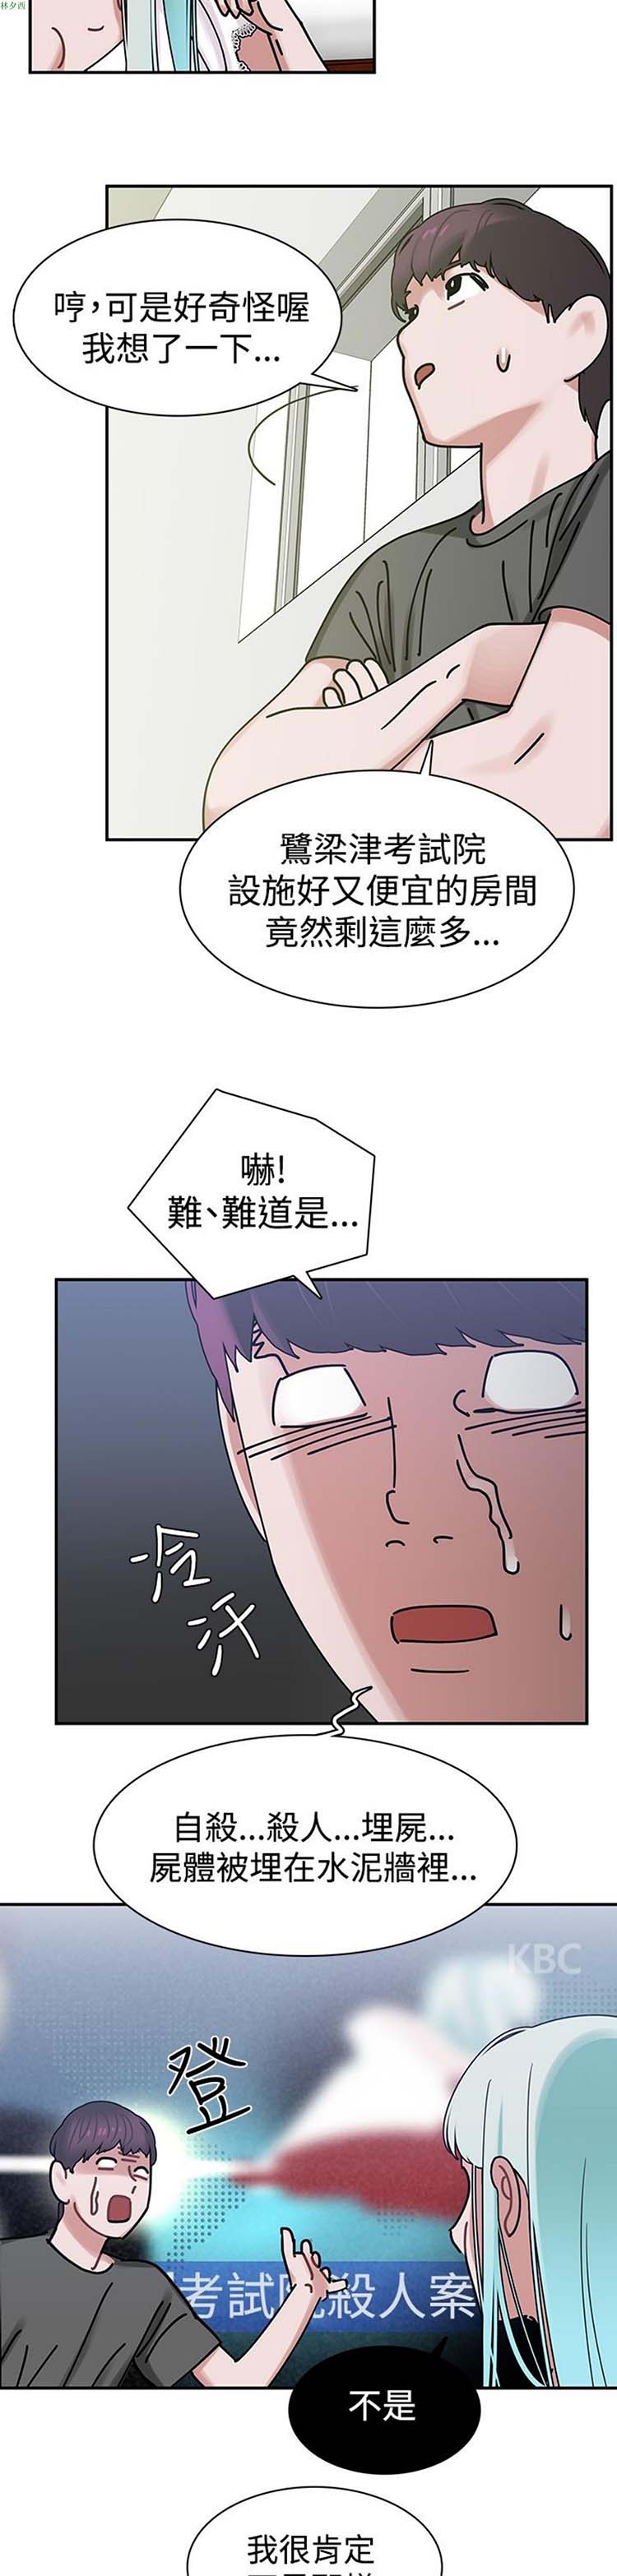 林夕西
哼，可是好奇怪喔
我想了一下...
鷺梁津考試院
設施好又便宜的房間
竟然剩這麼多...
嚇!
難、難道是...
冷
汗
自殺...殺人...埋屍...
屍體被埋在水泥牆裡...
KBC
登
考試院殺人案
不是
我很肯定